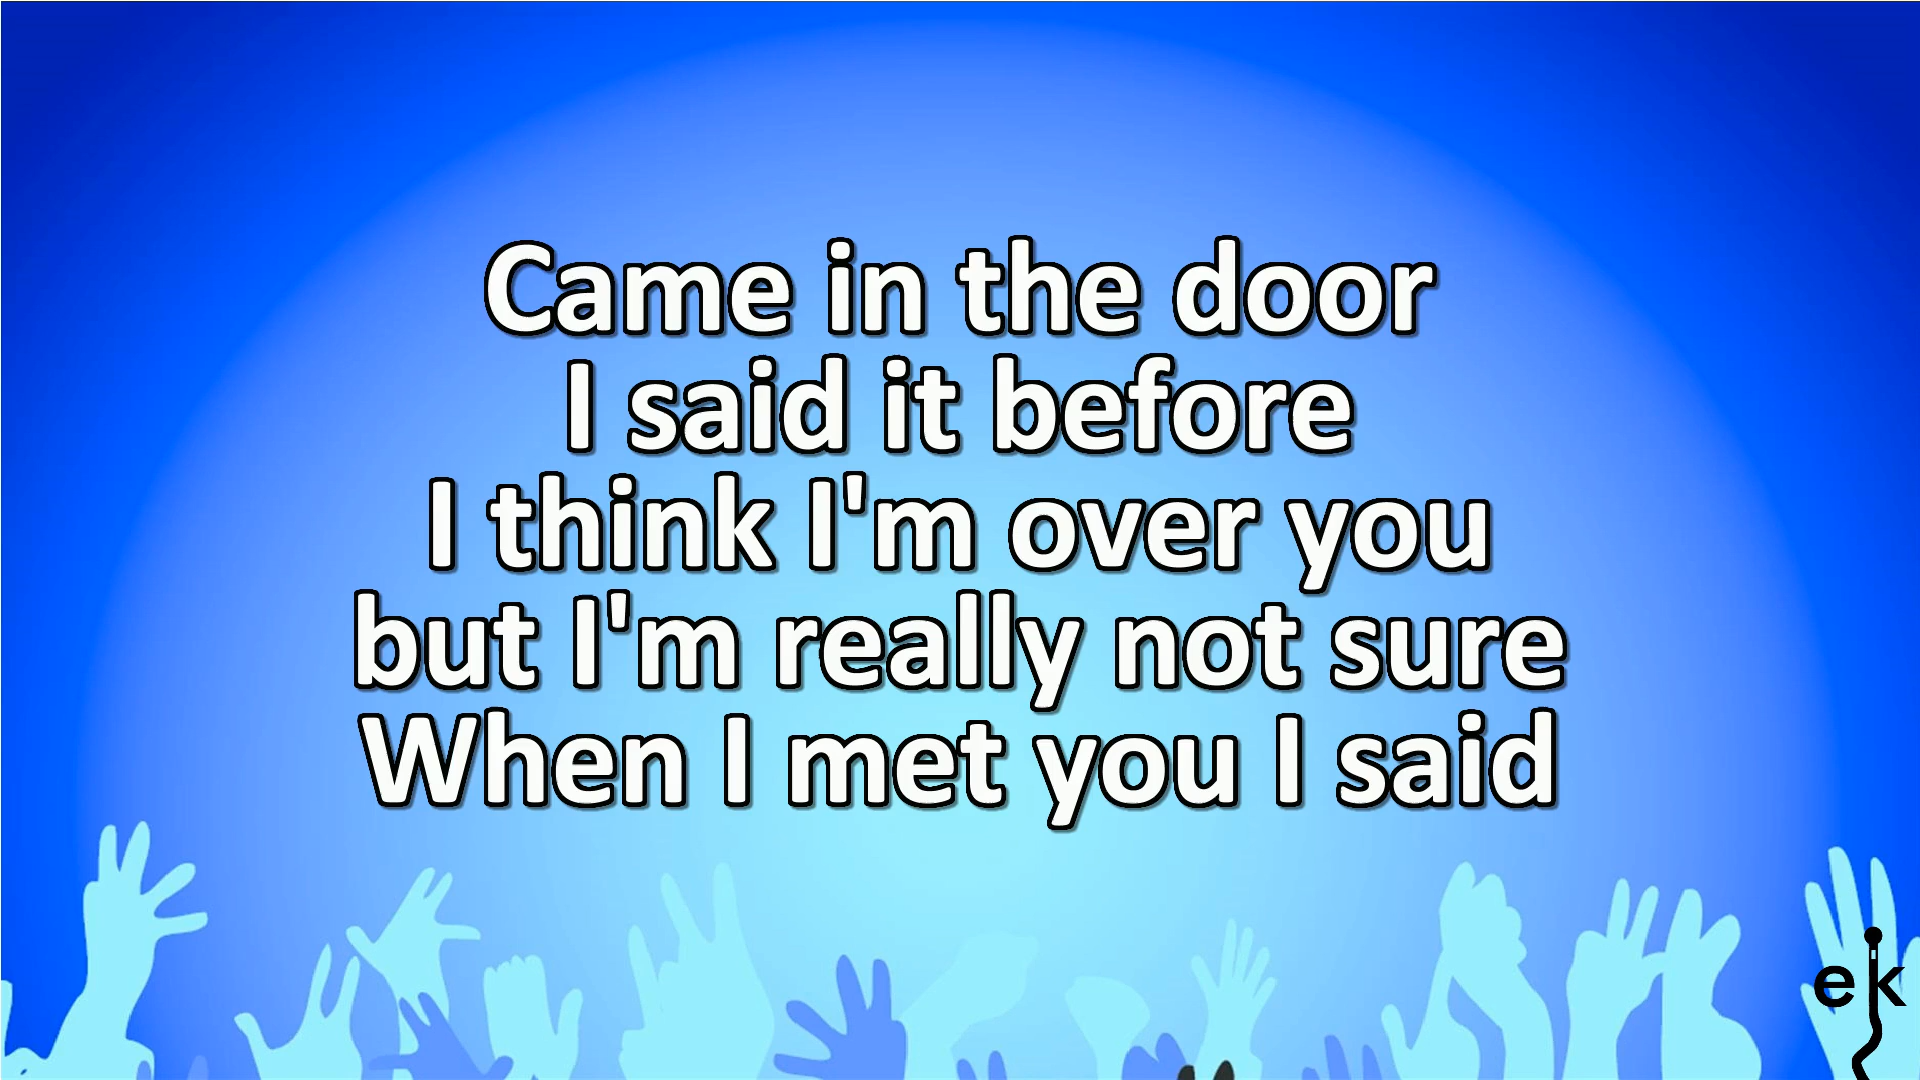 Came in the door
I said it before
I think I'm over you
but I'm really not sure
When I met you I said
ek